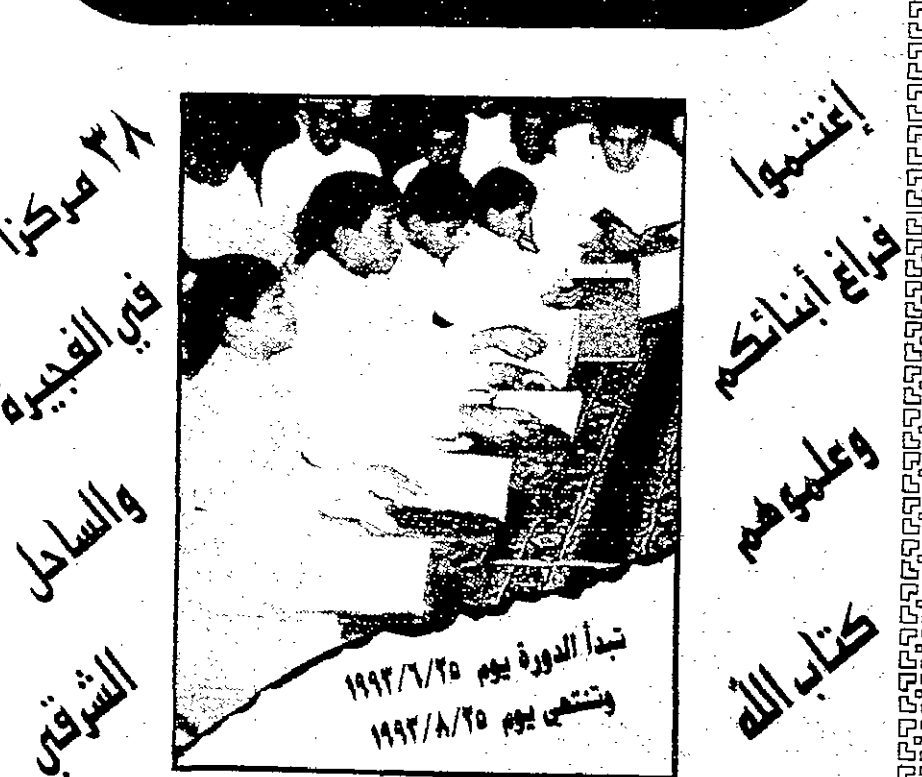 إغتنموا
فراغ أبنائكم
وعلموهم
كتاب الله
٣٨ مركزا
في الفجيرة
والساحل
الشرقي
تبدأ الدورة يوم ١٩٩٣/٦/٢٥
وتنتهي يوم ١٩٩٣/٨/٢٥